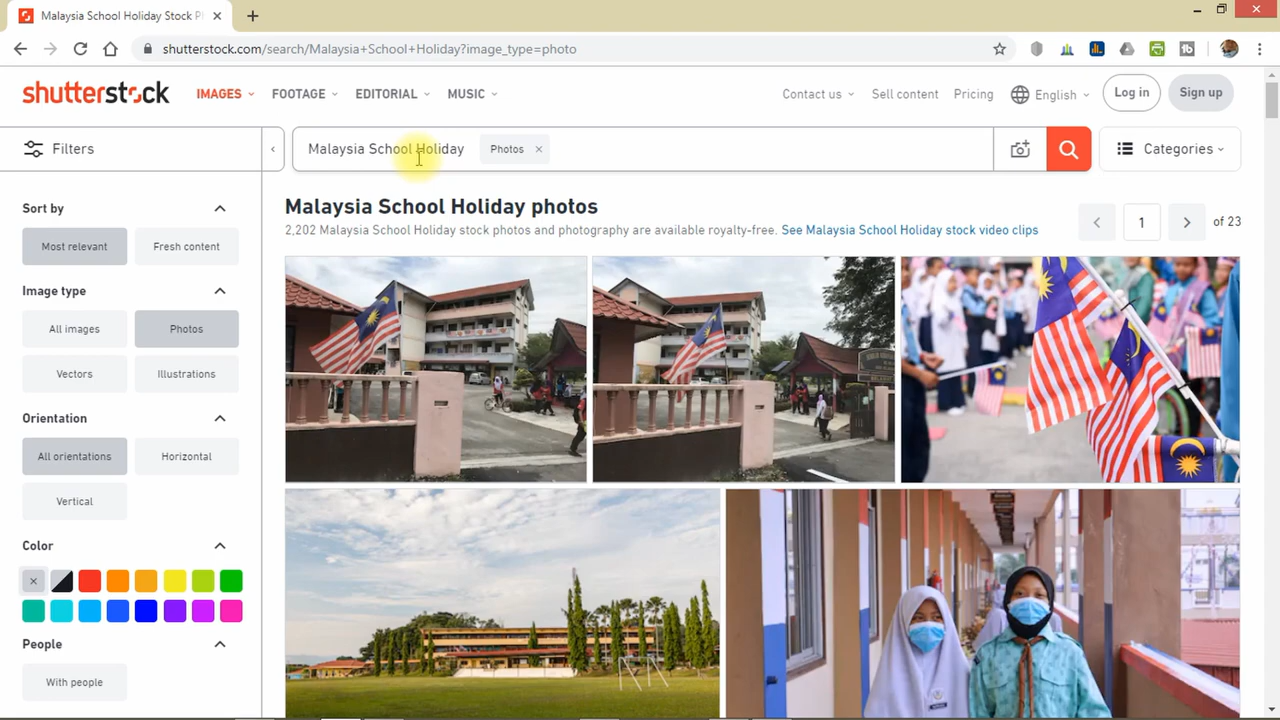 Malaysia School Holiday Stock P
shutterstock.com/search/Malaysia+School+Holiday?image_type=photo
shutterstock
IMAGES
FOOTAGE
EDITORIAL
MUSIC
Contact us
Sell content
Pricing
English
Log in
Sign up
Filters
Malaysia School Holiday
Photos
Categories
Sort by
Most relevant
Fresh content
Image type
All images
Photos
Vectors
Illustrations
Orientation
All orientations
Horizontal
Vertical
Color
People
With people
Malaysia School Holiday photos
2,202 Malaysia School Holiday stock photos and photography are available royalty-free. See Malaysia School Holiday stock video clips
1
of 23